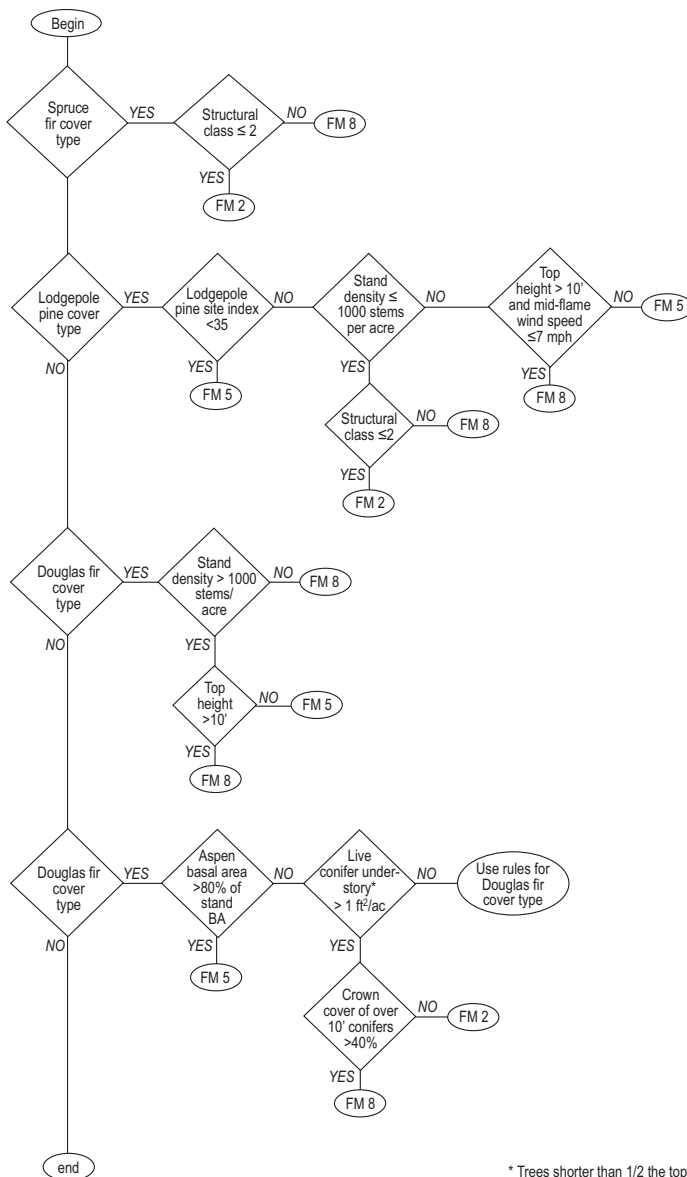 Begin
Spruce
fir cover
type
YES
Structural
class ≤ 2
NO
FM 8
YES
FM 2
Lodgepole
pine cover
type
YES
Lodgepole
pine site index
<35
NO
Stand
density ≤
1000 stems
per acre
NO
Top
height > 10'
and mid-flame
wind speed
≤7 mph
NO
FM 5
NO
YES
FM 5
YES
Structural
class ≤2
NO
FM 8
YES
FM 2
YES
FM 8
Douglas fir
cover
type
YES
Stand
density > 1000
stems/
acre
NO
FM 8
NO
YES
Top
height
>10'
NO
FM 5
YES
FM 8
Douglas fir
cover
type
YES
Aspen
basal area
>80% of
stand
BA
NO
Live
conifer under-
story*
> 1 ft²/ac
NO
Use rules for
Douglas fir
cover type
NO
YES
FM 5
YES
Crown
cover of over
10' conifers
>40%
NO
FM 2
YES
FM 8
end
* Trees shorter than 1/2 the top